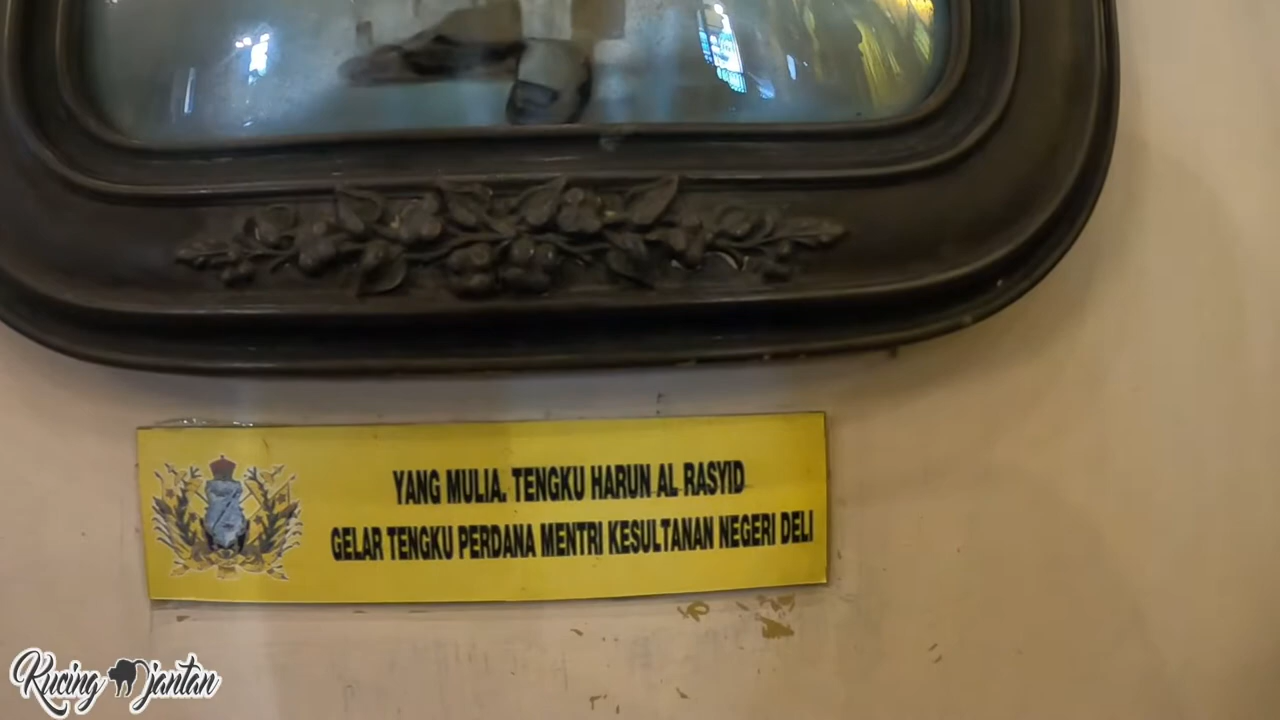 YANG MULIA. TENGKU HARUN AL RASYID
GELAR TENGKU PERDANA MENTRI KESULTANAN NEGERI DELI
Kucing Jantan